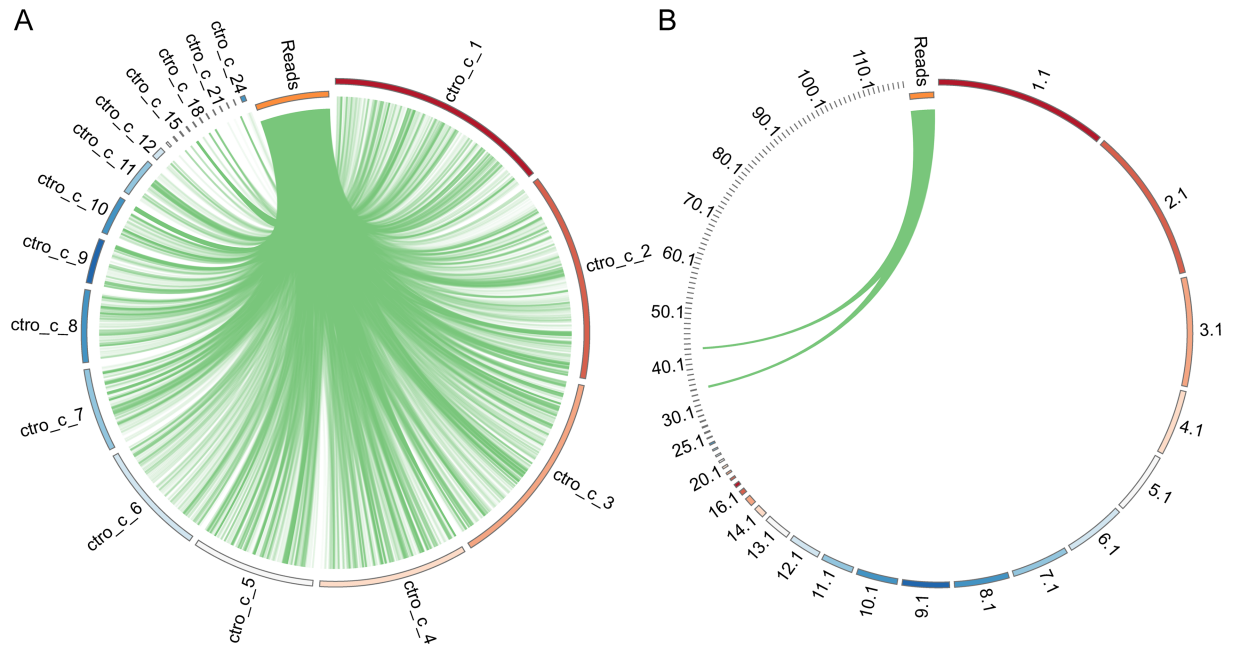 A
ctro_c_1
ctro_c_2
ctro_c_3
ctro_c_4
ctro_c_5
ctro_c_6
ctro_c_7
ctro_c_8
ctro_c_9
ctro_c_10
ctro_c_11
ctro_c_12
ctro_c_15
ctro_c_18
ctro_c_21
ctro_c_24
Reads
B
1.1
2.1
3.1
4.1
5.1
6.1
7.1
8.1
9.1
10.1
11.1
12.1
13.1
14.1
16.1
20.1
25.1
30.1
40.1
50.1
60.1
70.1
80.1
90.1
100.1
110.1
Reads